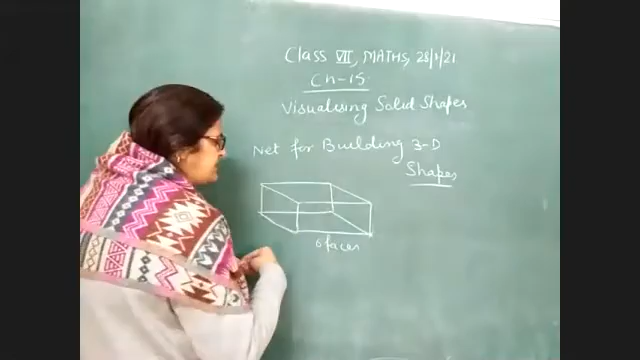 Class VII, MATHS, 28/1/21
Ch-15
Visualising Solid Shapes
Net for Building 3-D
Shapes
6 faces